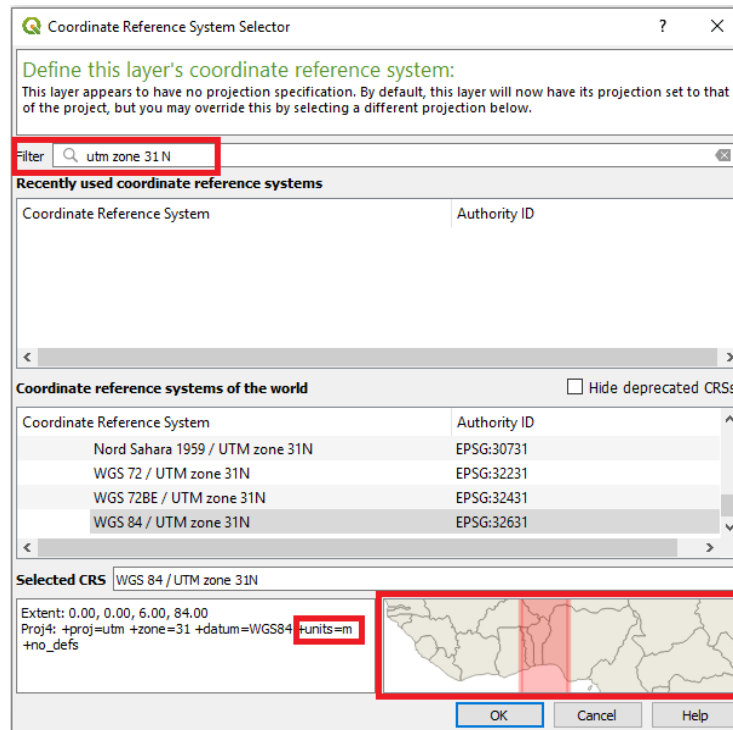 Coordinate Reference System Selector ? ×
Define this layer's coordinate reference system:
This layer appears to have no projection specification. By default, this layer will now have its projection set to that
of the project, but you may override this by selecting a different projection below.
Filter utm zone 31 N
Recently used coordinate reference systems
Coordinate Reference System Authority ID
Coordinate reference systems of the world Hide deprecated CRSs
Coordinate Reference System Authority ID
Nord Sahara 1959 / UTM zone 31N EPSG:30731
WGS 72 / UTM zone 31N EPSG:32231
WGS 72BE / UTM zone 31N EPSG:32431
WGS 84 / UTM zone 31N EPSG:32631
Selected CRS WGS 84 / UTM zone 31N
Extent: 0.00, 0.00, 6.00, 84.00
Proj4: +proj=utm +zone=31 +datum=WGS84 +units=m
+no_defs
OK Cancel Help